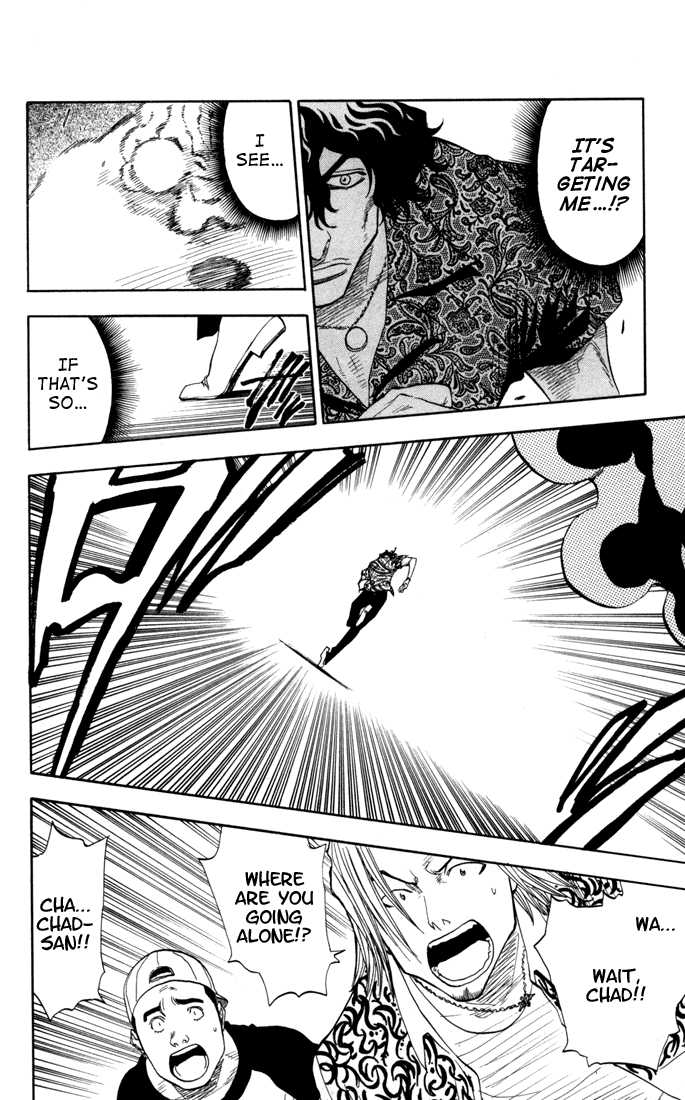 IT'S
TAR-
GETING
ME...!?
I
SEE...
IF
THAT'S
SO...
WA...
WAIT,
CHAD!!
WHERE
ARE YOU
GOING
ALONE!?
CHA...
CHAD-
SAN!!